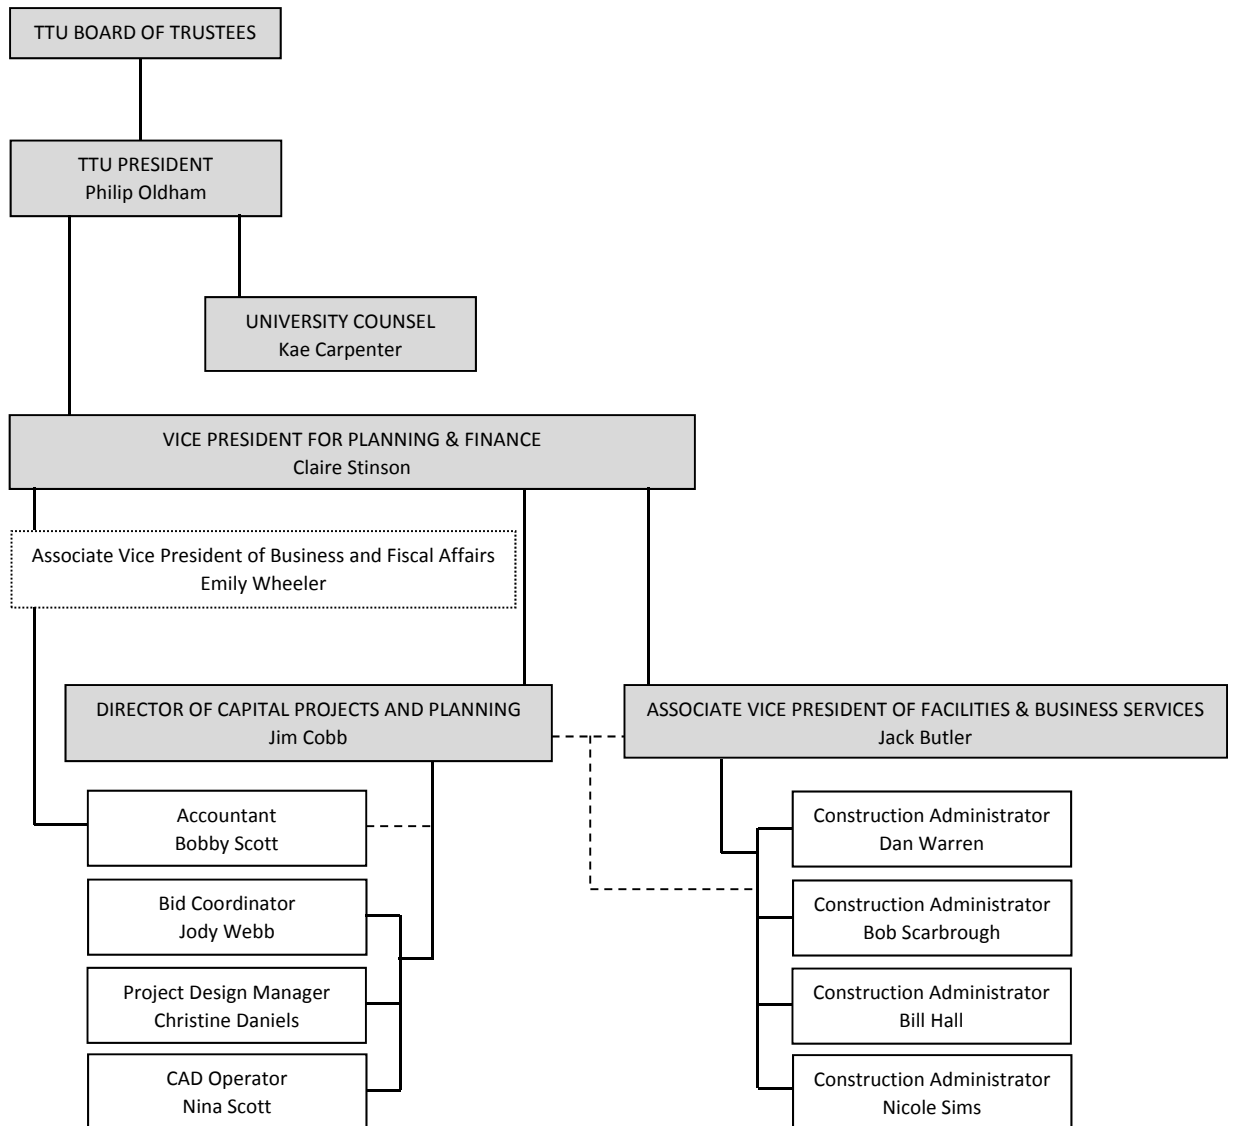 TTU BOARD OF TRUSTEES
TTU PRESIDENT
Philip Oldham
UNIVERSITY COUNSEL
Kae Carpenter
VICE PRESIDENT FOR PLANNING & FINANCE
Claire Stinson
Associate Vice President of Business and Fiscal Affairs
Emily Wheeler
DIRECTOR OF CAPITAL PROJECTS AND PLANNING
Jim Cobb
ASSOCIATE VICE PRESIDENT OF FACILITIES & BUSINESS SERVICES
Jack Butler
Accountant
Bobby Scott
Bid Coordinator
Jody Webb
Project Design Manager
Christine Daniels
CAD Operator
Nina Scott
Construction Administrator
Dan Warren
Construction Administrator
Bob Scarbrough
Construction Administrator
Bill Hall
Construction Administrator
Nicole Sims